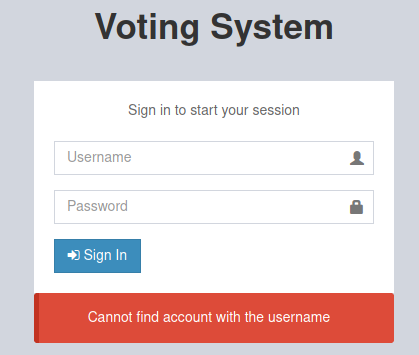 Voting System
Sign in to start your session
Username
Password
Sign In
Cannot find account with the username